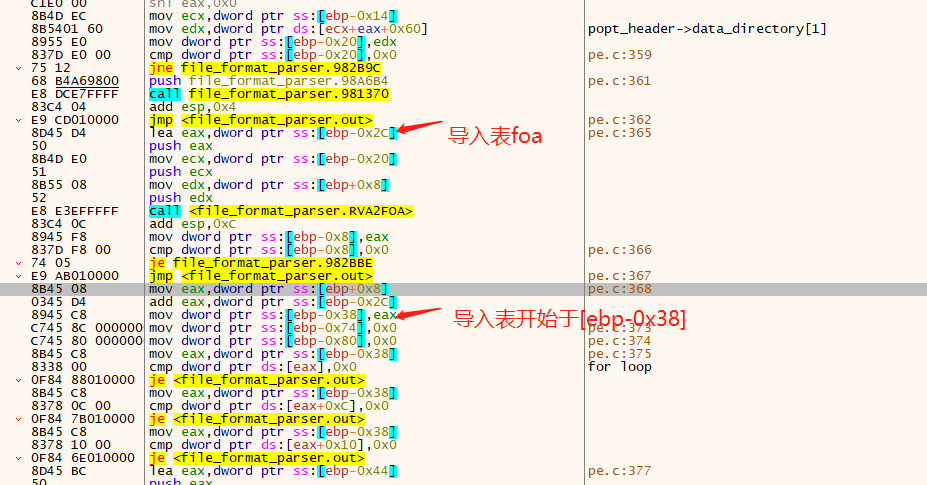 C1E0 00 shl eax,0x0
8B4D EC mov ecx,dword ptr ss:[ebp-0x14]
8B5401 60 mov edx,dword ptr ds:[ecx+eax+0x60] popt_header->data_directory[1]
8955 E0 mov dword ptr ss:[ebp-0x20],edx
837D E0 00 cmp dword ptr ss:[ebp-0x20],0x0 pe.c:359
75 12 jne file_format_parser.982B9C
68 B4A69800 push file_format_parser.98A6B4 pe.c:361
E8 DCE7FFFF call file_format_parser.981370
83C4 04 add esp,0x4
E9 CD010000 jmp <file_format_parser.out> pe.c:362
8D45 D4 lea eax,dword ptr ss:[ebp-0x2C] 导入表foa pe.c:365
50 push eax
8B4D E0 mov ecx,dword ptr ss:[ebp-0x20]
51 push ecx
8B55 08 mov edx,dword ptr ss:[ebp+0x8]
52 push edx
E8 E3EFFFFF call <file_format_parser.RVA2FOA>
83C4 0C add esp,0xC
8945 F8 mov dword ptr ss:[ebp-0x8],eax
837D F8 00 cmp dword ptr ss:[ebp-0x8],0x0 pe.c:366
74 05 je file_format_parser.982BBE
E9 AB010000 jmp <file_format_parser.out> pe.c:367
8B45 08 mov eax,dword ptr ss:[ebp+0x8] pe.c:368
0345 D4 add eax,dword ptr ss:[ebp-0x2C]
8945 C8 mov dword ptr ss:[ebp-0x38],eax 导入表开始于[ebp-0x38]
C745 8C 000000 mov dword ptr ss:[ebp-0x74],0x0 pe.c:373
C745 80 000000 mov dword ptr ss:[ebp-0x80],0x0 pe.c:374
8B45 C8 mov eax,dword ptr ss:[ebp-0x38] pe.c:375
8338 00 cmp dword ptr ds:[eax],0x0 for loop
0F84 88010000 je <file_format_parser.out>
8B45 C8 mov eax,dword ptr ss:[ebp-0x38]
8378 0C 00 cmp dword ptr ds:[eax+0xC],0x0
0F84 7B010000 je <file_format_parser.out>
8B45 C8 mov eax,dword ptr ss:[ebp-0x38]
8378 10 00 cmp dword ptr ds:[eax+0x10],0x0
0F84 6E010000 je <file_format_parser.out>
8D45 BC lea eax,dword ptr ss:[ebp-0x44] pe.c:377
50 push eax